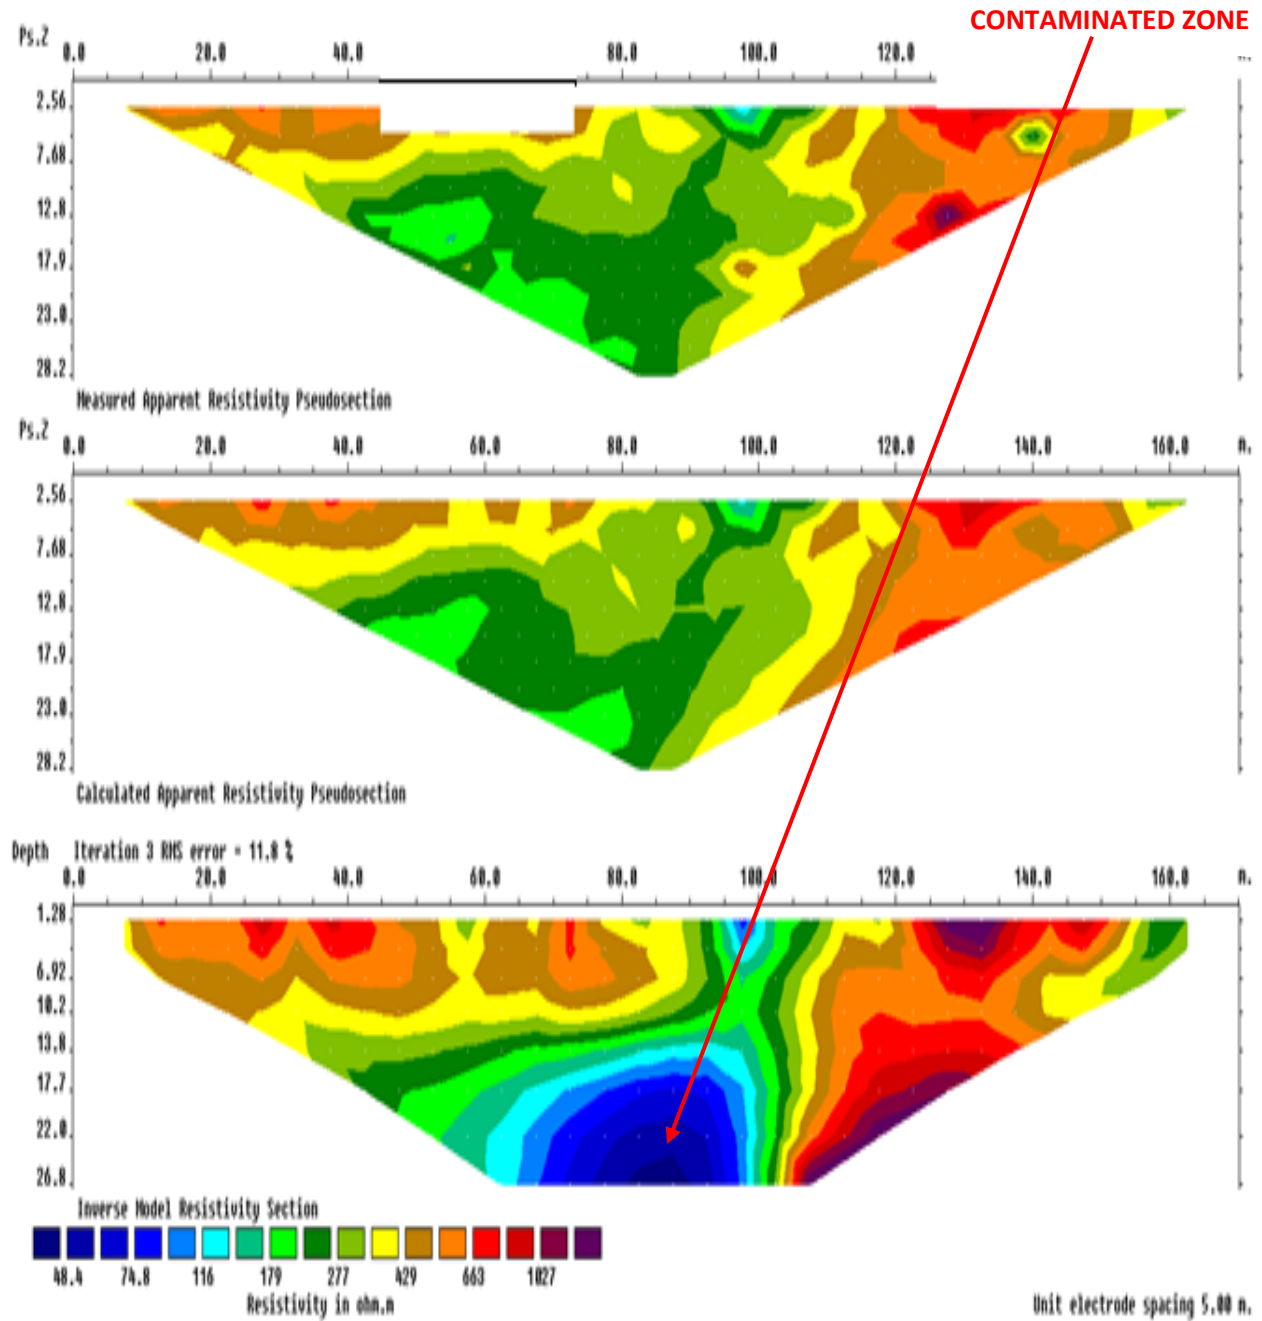 CONTAMINATED ZONE
Ps.Z
0.0 20.0 40.0 80.0 100.0 120.0
2.56
7.68
12.8
17.9
23.0
28.2
Measured Apparent Resistivity Pseudosection
Ps.Z
0.0 20.0 40.0 60.0 80.0 100.0 120.0 140.0 160.0 m.
2.56
7.68
12.8
17.9
23.0
28.2
Calculated Apparent Resistivity Pseudosection
Depth Iteration 3 RMS error = 11.8 %
0.0 20.0 40.0 60.0 80.0 100.0 120.0 140.0 160.0 m.
1.28
6.92
10.2
13.8
17.7
22.0
26.8
Inverse Model Resistivity Section
48.4 74.8 116 179 277 429 663 1027
Resistivity in ohm.m
Unit electrode spacing 5.00 m.